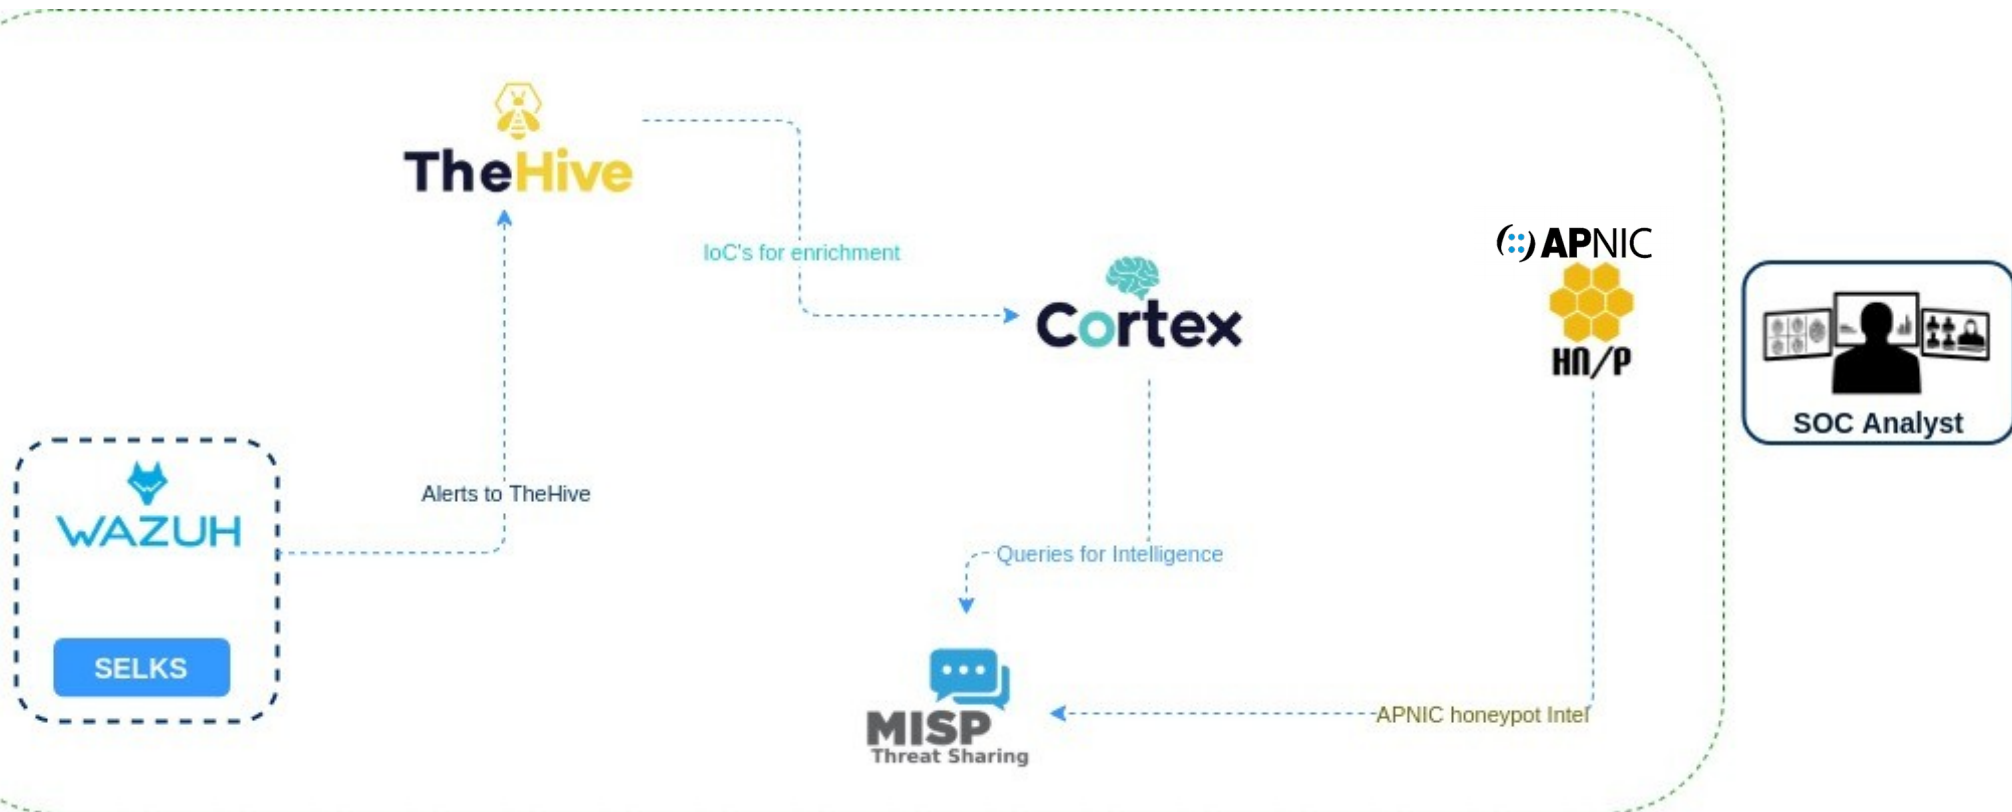 TheHive
IoC's for enrichment
Cortex
APNIC
HN/P
SOC Analyst
Alerts to TheHive
WAZUH
Queries for Intelligence
SELKS
MISP
Threat Sharing
APNIC honeypot Intel